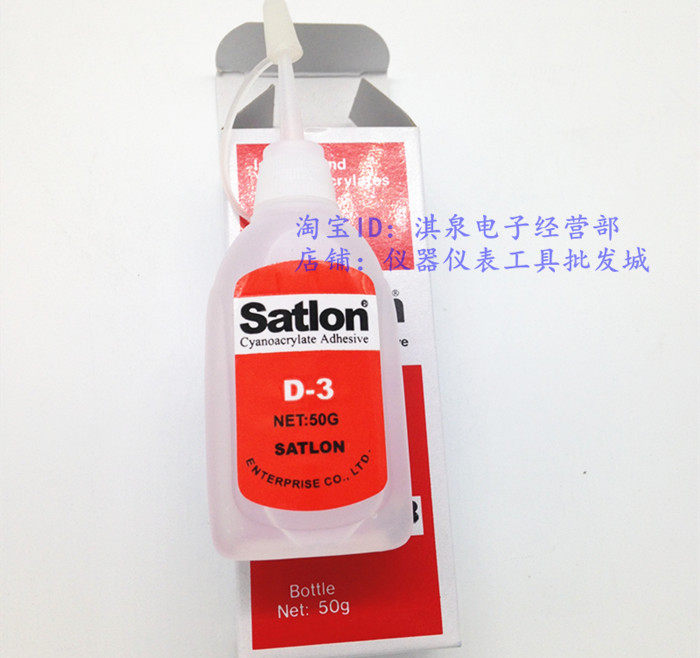 淘宝ID：淇泉电子经营部
店铺：仪器仪表工具批发城
Satlon®
Cyanoacrylate Adhesive
D-3
NET:50G
SATLON
ENTERPRISE CO., LTD.
Bottle
Net: 50g